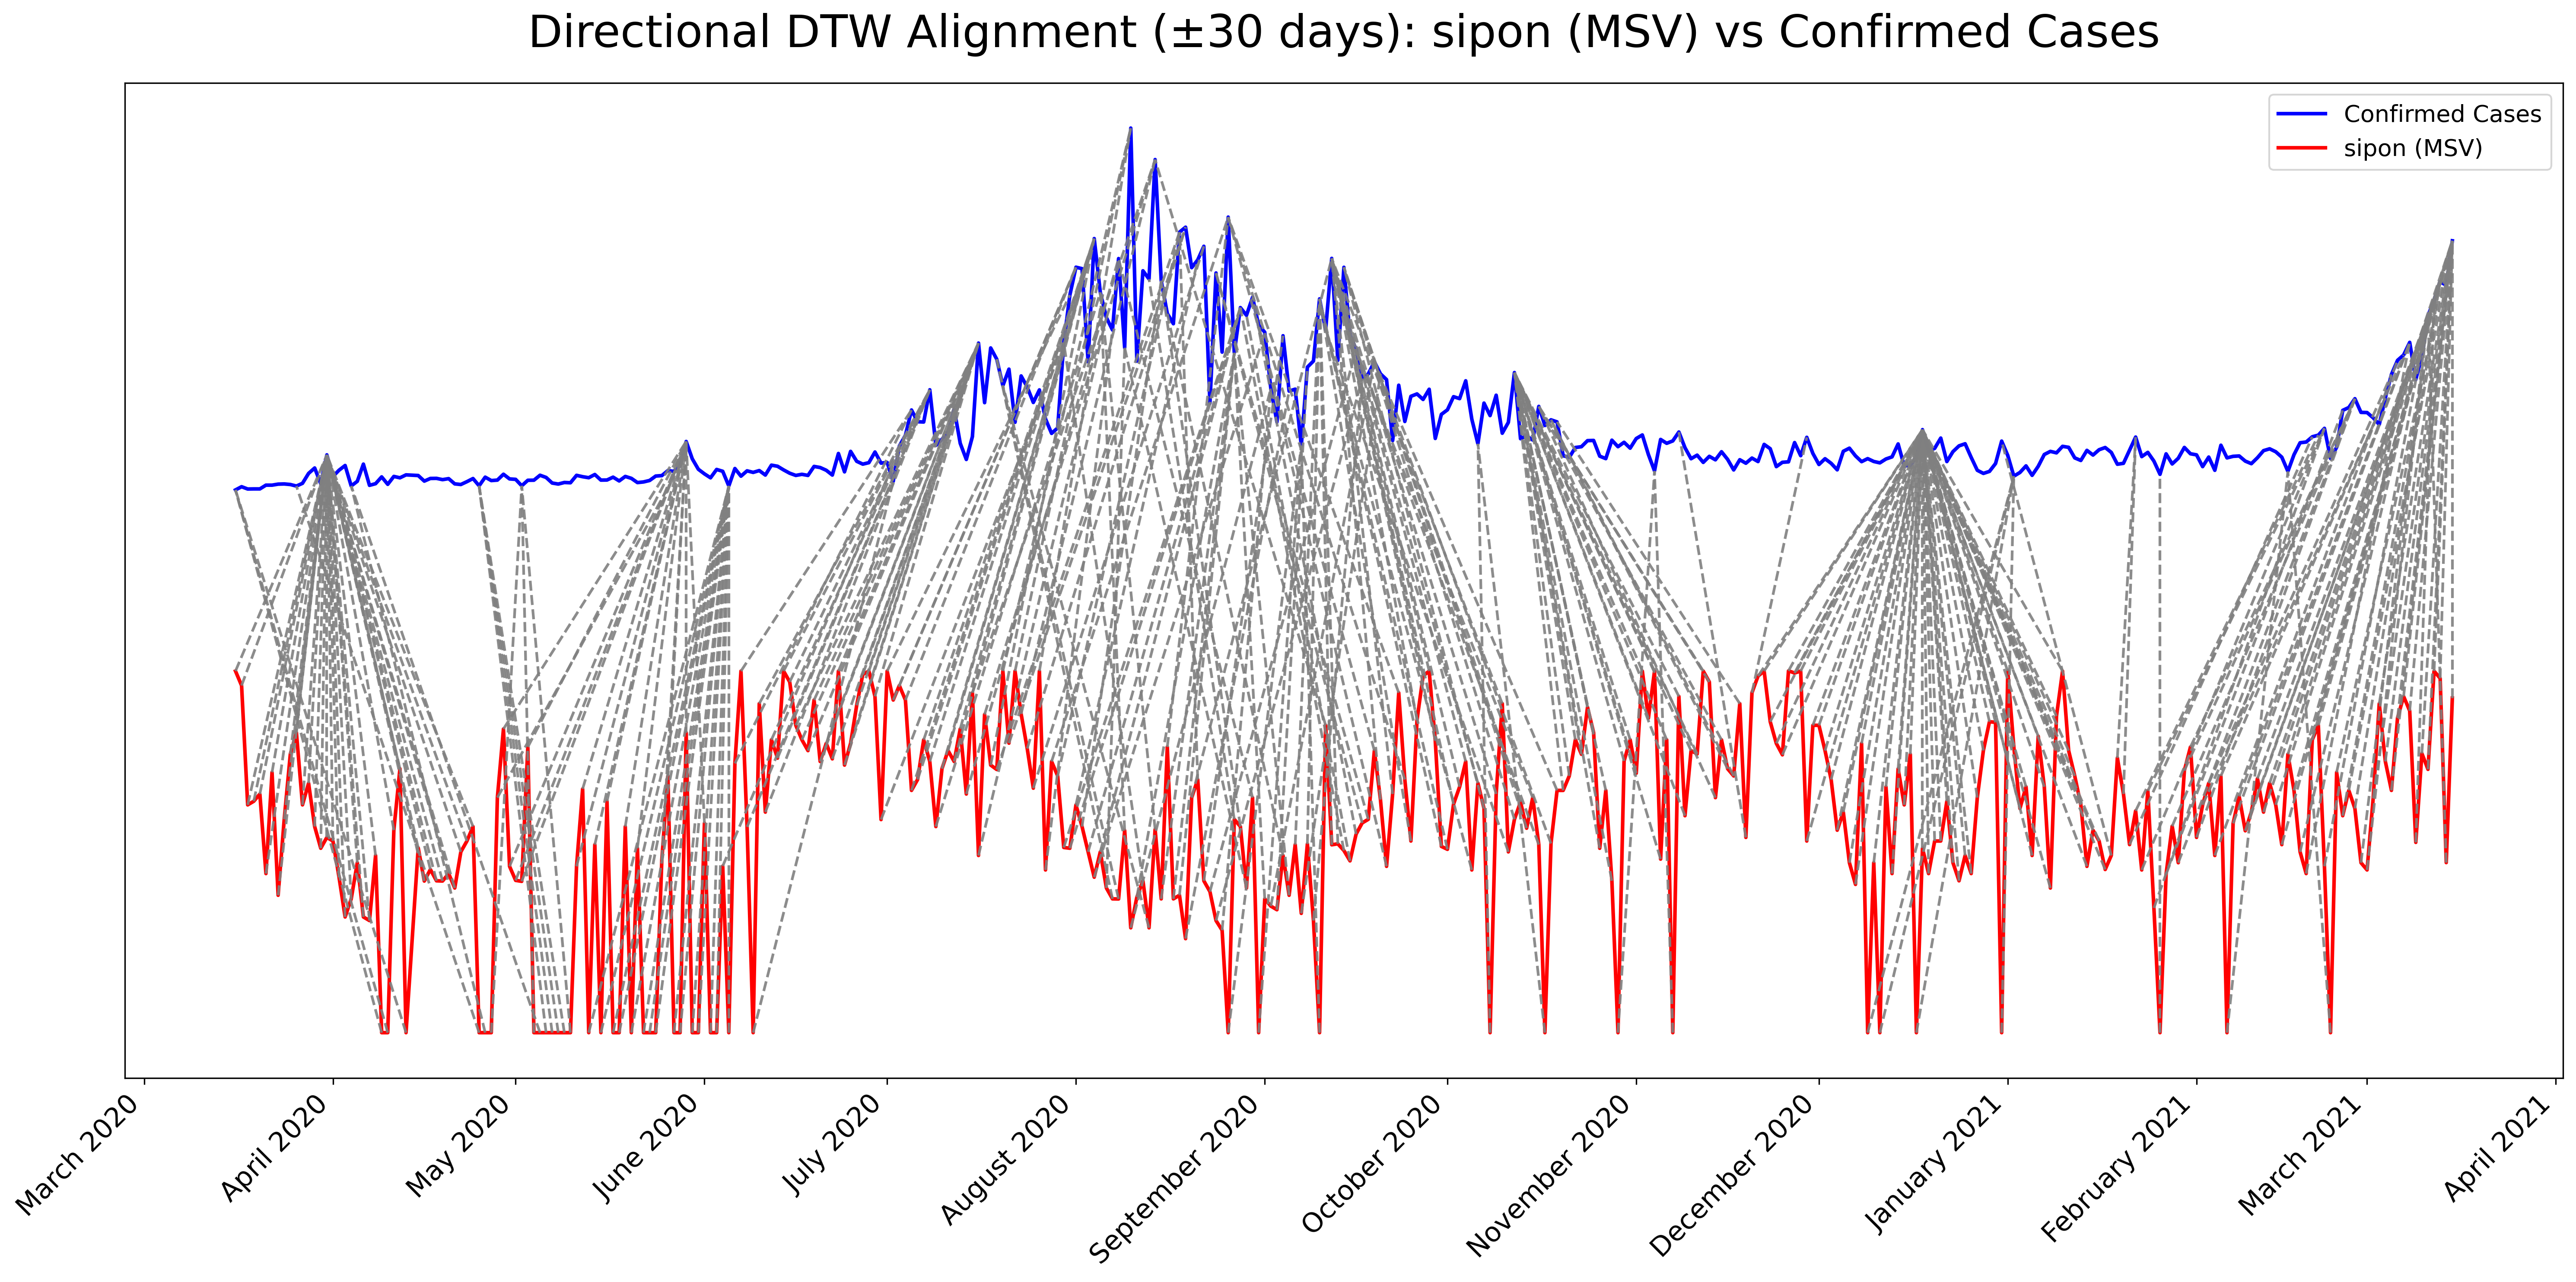 Directional DTW Alignment (±30 days): sipon (MSV) vs Confirmed Cases
Confirmed Cases
sipon (MSV)
March 2020
April 2020
May 2020
June 2020
July 2020
August 2020
September 2020
October 2020
November 2020
December 2020
January 2021
February 2021
March 2021
April 2021